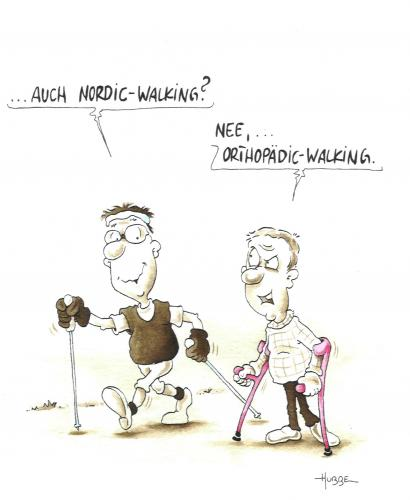 ...AUCH NORDIC-WALKING?
NEE,...
ORTHOPÄDIC-WALKING.
HUBBE